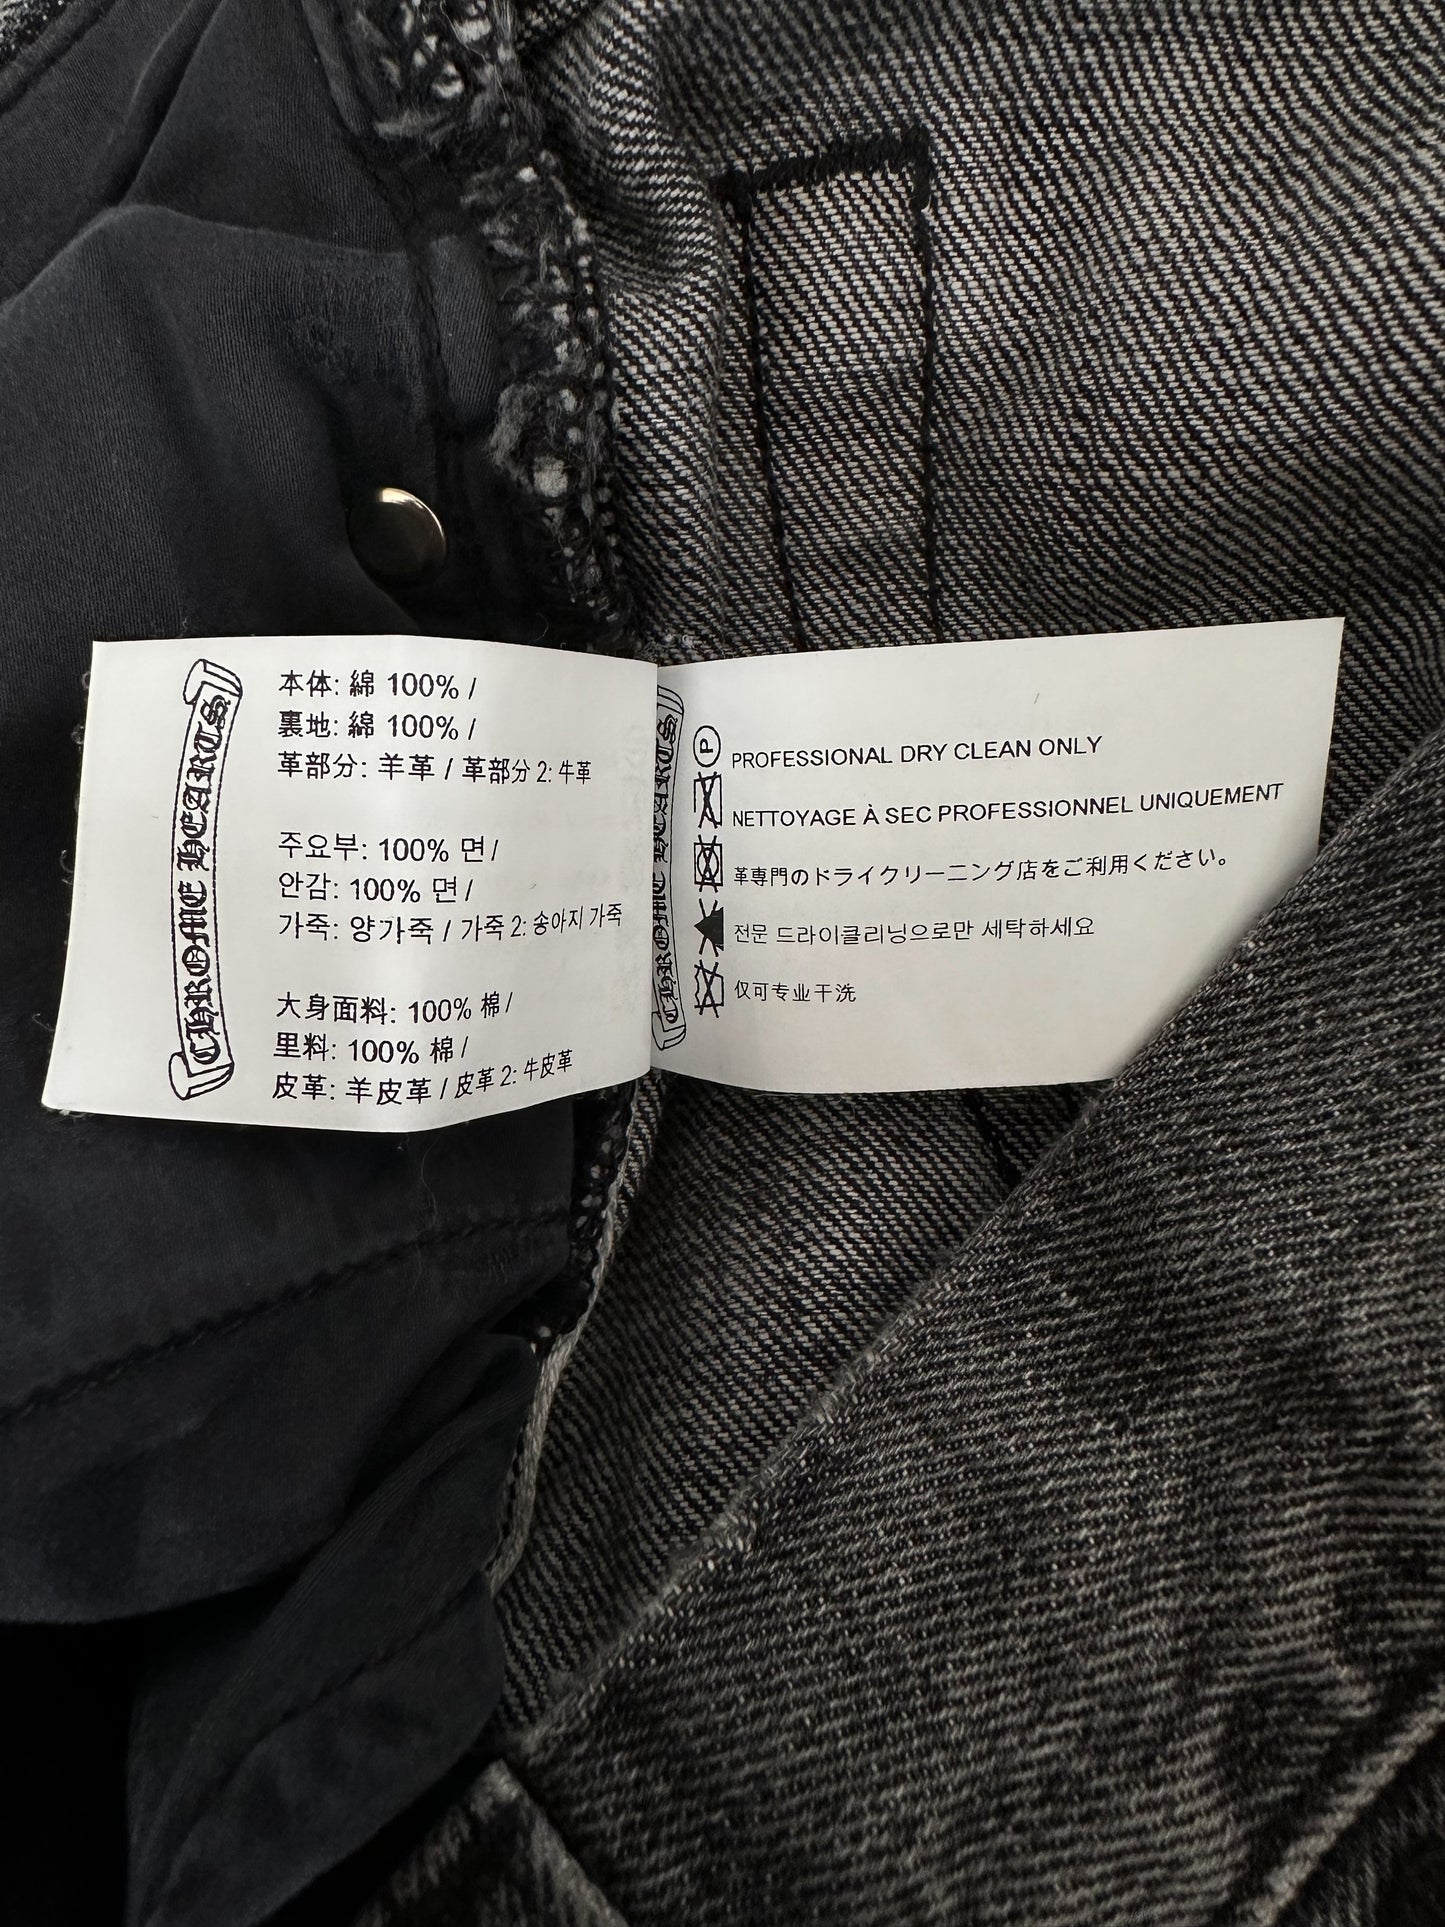 CHROME HEARTS
本体: 綿 100% /
裏地: 綿 100% /
革部分: 羊革 / 革部分 2: 牛革
주요부: 100% 면 /
안감: 100% 면 /
가죽: 양가죽 / 가죽 2: 송아지 가죽
大身面料: 100% 棉 /
里料: 100% 棉 /
皮革: 羊皮革 / 皮革 2: 牛皮革
CHROME HEARTS
P
PROFESSIONAL DRY CLEAN ONLY
NETTOYAGE À SEC PROFESSIONNEL UNIQUEMENT
革専門のドライクリーニング店をご利用ください。
전문 드라이클리닝으로만 세탁하세요
仅可专业干洗